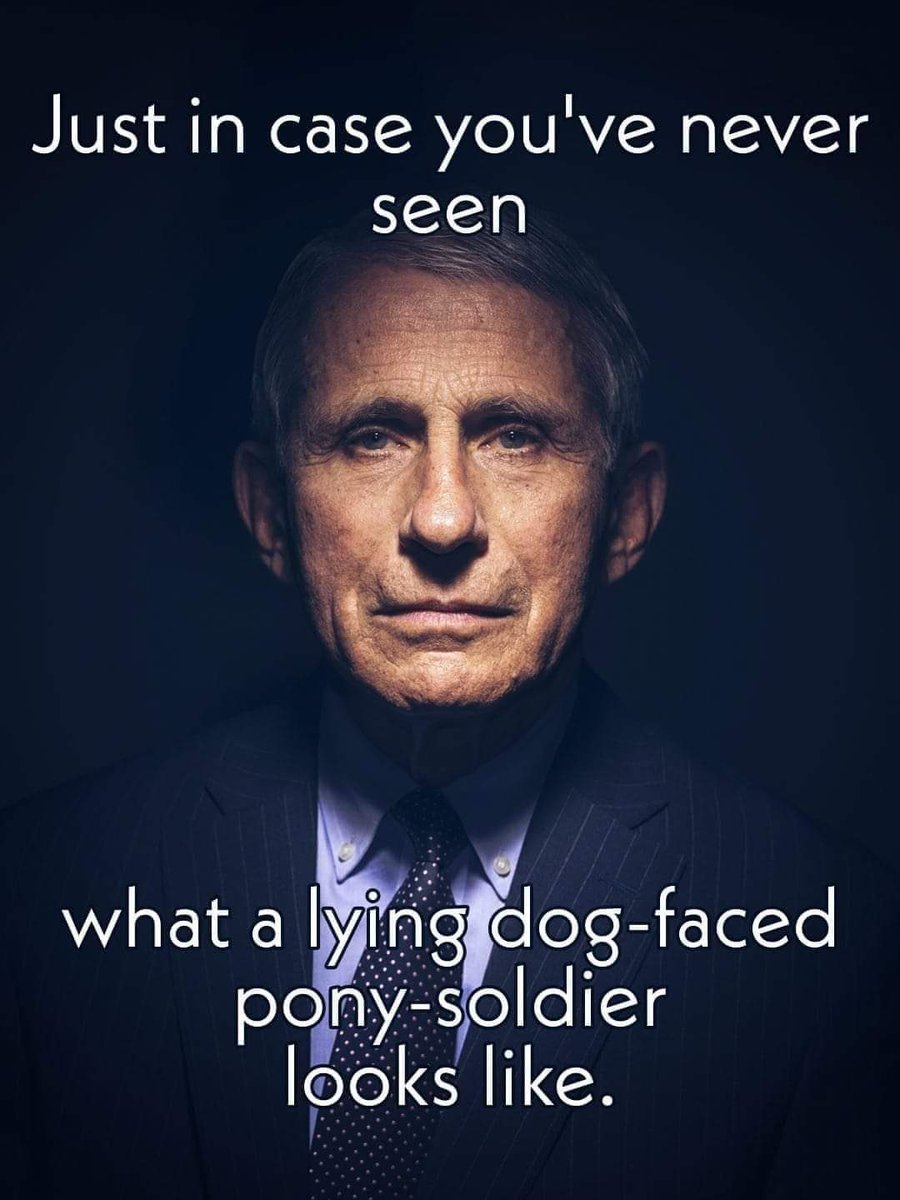 Just in case you've never
seen
what a lying dog-faced
pony-soldier
looks like.